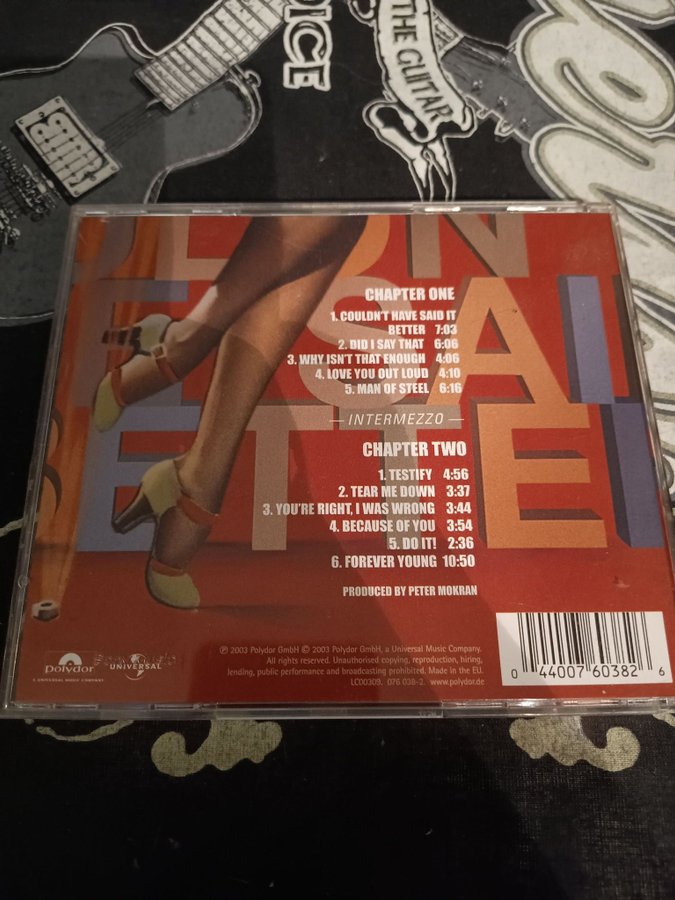 DICE
THE GUITAR
CHAPTER ONE
1. COULDN'T HAVE SAID IT
BETTER 7:03
2. DID I SAY THAT 6:06
3. WHY ISN'T THAT ENOUGH 4:06
4. LOVE YOU OUT LOUD 4:10
5. MAN OF STEEL 6:16
— INTERMEZZO —
CHAPTER TWO
1. TESTIFY 4:56
2. TEAR ME DOWN 3:37
3. YOU'RE RIGHT, I WAS WRONG 3:44
4. BECAUSE OF YOU 3:54
5. DO IT! 2:36
6. FOREVER YOUNG 10:50
PRODUCED BY PETER MOKRAN
polydor
A UNIVERSAL MUSIC COMPANY
UNIVERSAL
℗ 2003 Polydor GmbH © 2003 Polydor GmbH, a Universal Music Company.
All rights reserved. Unauthorised copying, reproduction, hiring,
lending, public performance and broadcasting prohibited. Made in the EU.
LC00309. 076 038-2. www.polydor.de
0 44007 60382 6